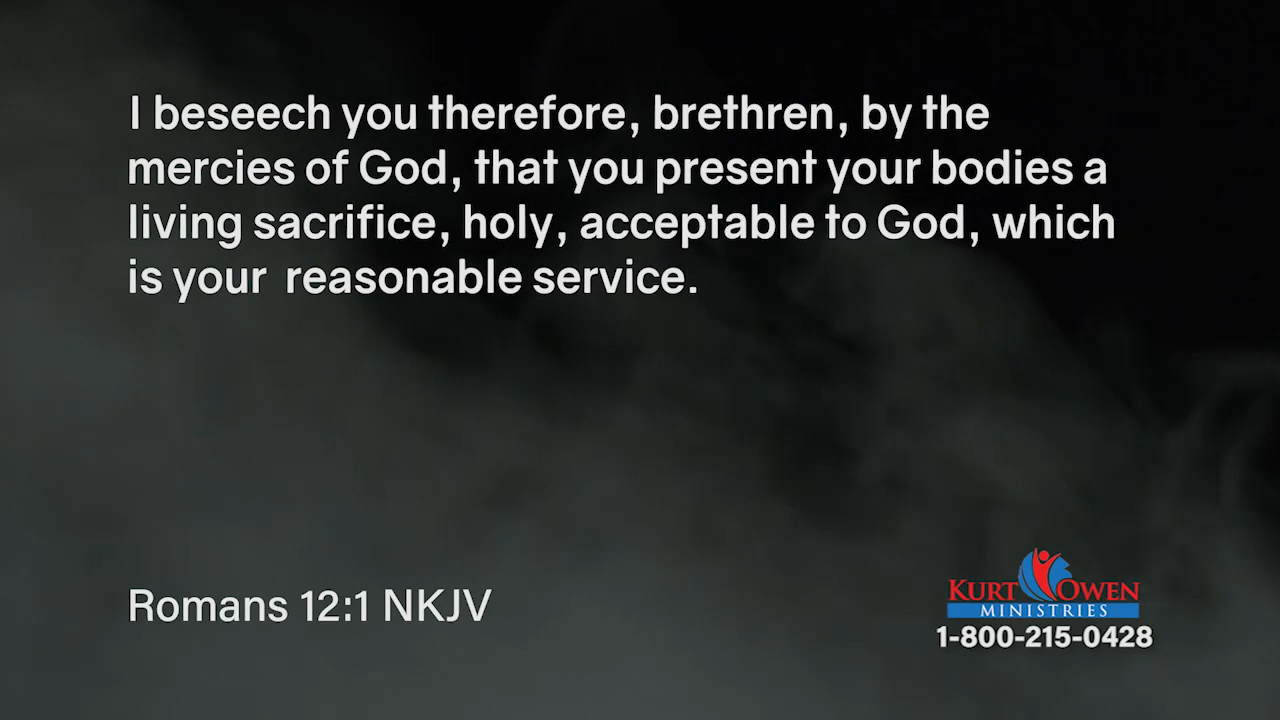 I beseech you therefore, brethren, by the
mercies of God, that you present your bodies a
living sacrifice, holy, acceptable to God, which
is your  reasonable service.
Romans 12:1 NKJV
KURT OWEN
MINISTRIES
1-800-215-0428